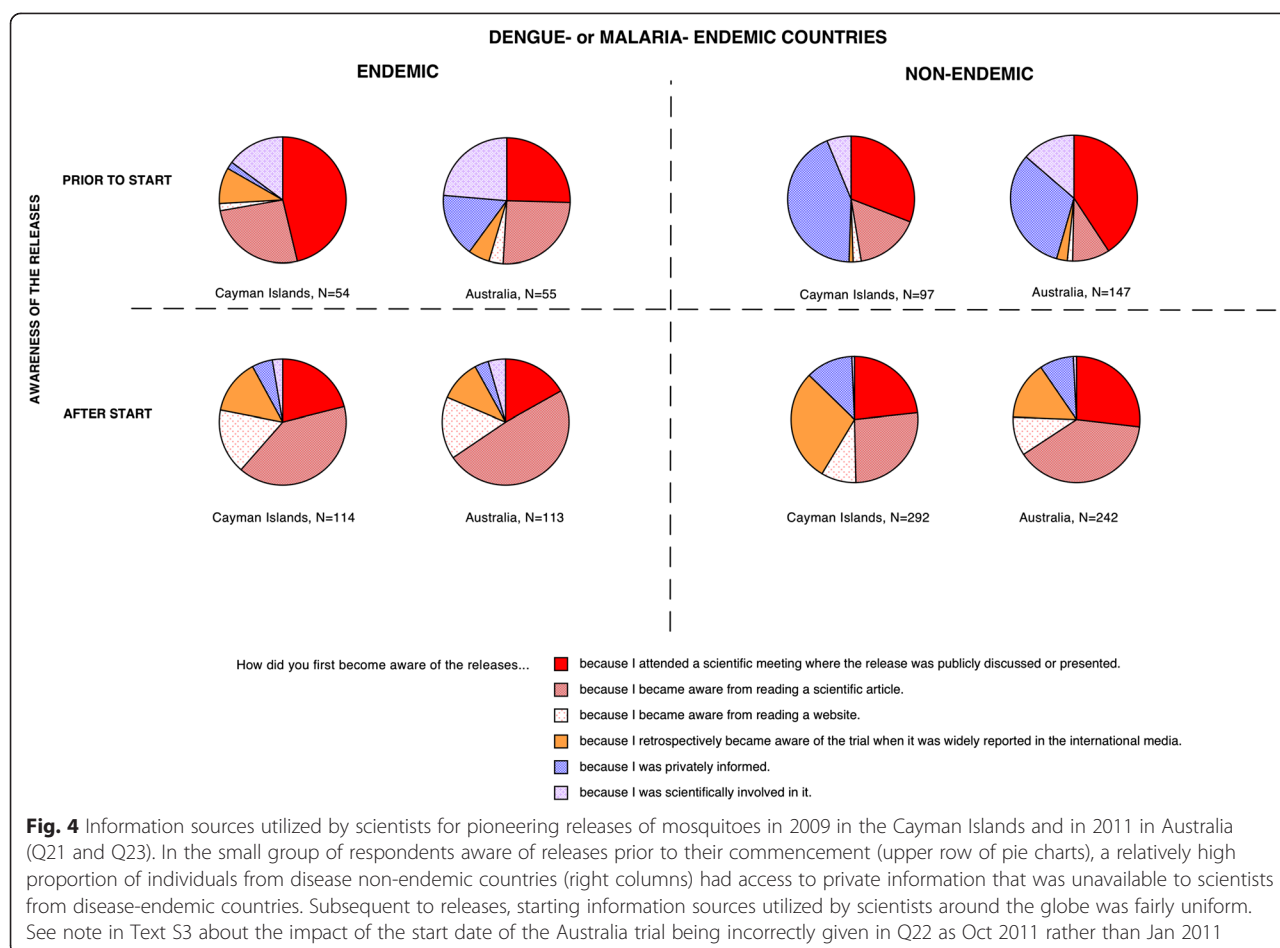 DENGUE- or MALARIA- ENDEMIC COUNTRIES
ENDEMIC
NON-ENDEMIC
AWARENESS OF THE RELEASES
PRIOR TO START
Cayman Islands, N=54
Australia, N=55
Cayman Islands, N=97
Australia, N=147
AFTER START
Cayman Islands, N=114
Australia, N=113
Cayman Islands, N=292
Australia, N=242
How did you first become aware of the releases...
because I attended a scientific meeting where the release was publicly discussed or presented.
because I became aware from reading a scientific article.
because I became aware from reading a website.
because I retrospectively became aware of the trial when it was widely reported in the international media.
because I was privately informed.
because I was scientifically involved in it.
Fig. 4 Information sources utilized by scientists for pioneering releases of mosquitoes in 2009 in the Cayman Islands and in 2011 in Australia
(Q21 and Q23). In the small group of respondents aware of releases prior to their commencement (upper row of pie charts), a relatively high
proportion of individuals from disease non-endemic countries (right columns) had access to private information that was unavailable to scientists
from disease-endemic countries. Subsequent to releases, starting information sources utilized by scientists around the globe was fairly uniform.
See note in Text S3 about the impact of the start date of the Australia trial being incorrectly given in Q22 as Oct 2011 rather than Jan 2011